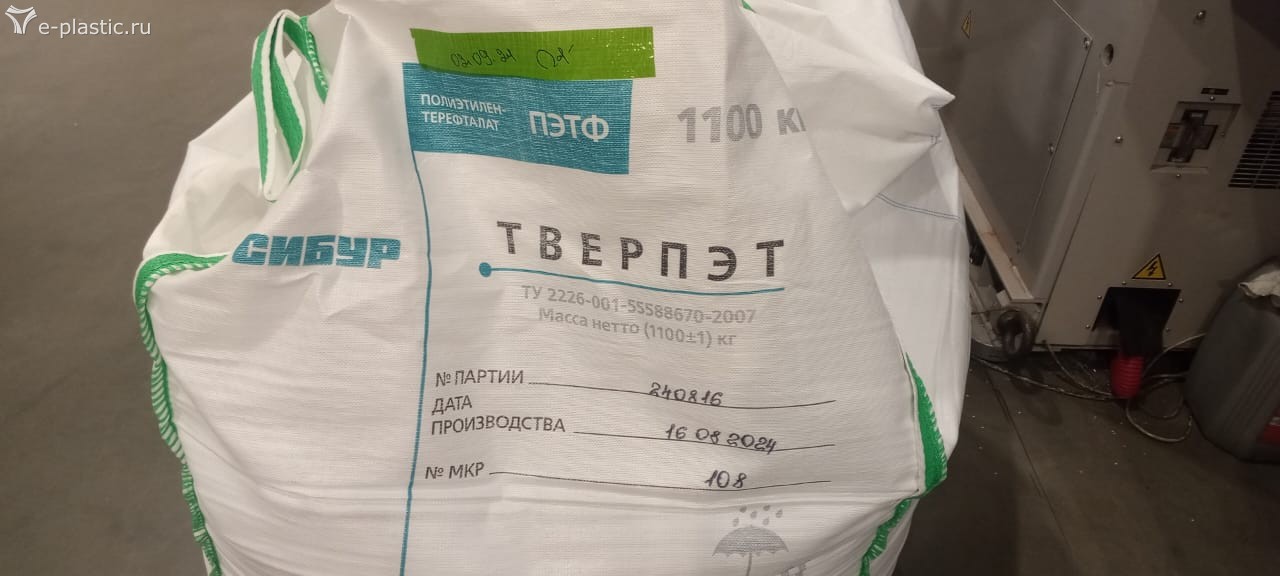 e-plastic.ru
02.09.24
ПОЛИЭТИЛЕН-
ТЕРЕФТАЛАТ
ПЭТФ
1100 к
СИБУР
ТВЕРПЭТ
ТУ 2226-001-55588670-2007
Масса нетто (1100±1) кг
№ ПАРТИИ 240816
ДАТА
ПРОИЗВОДСТВА 16 08 2024
№ МКР 108